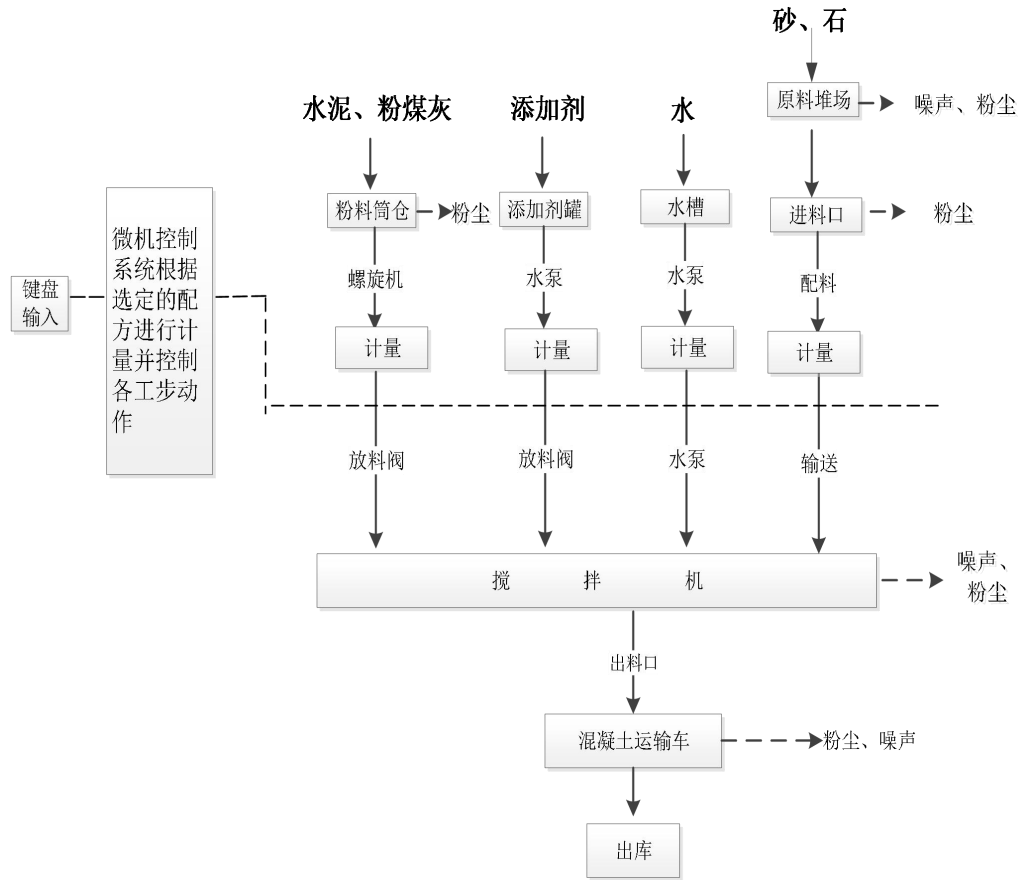 砂、石
原料堆场
噪声、粉尘
水泥、粉煤灰
添加剂
水
粉料筒仓
粉尘
添加剂罐
水槽
进料口
粉尘
微机控制
系统根据
选定的配
方进行计
量并控制
各工步动
作
键盘
输入
螺旋机
水泵
水泵
配料
计量
计量
计量
计量
放料阀
放料阀
水泵
输送
搅 拌 机
噪声、
粉尘
出料口
混凝土运输车
粉尘、噪声
出库